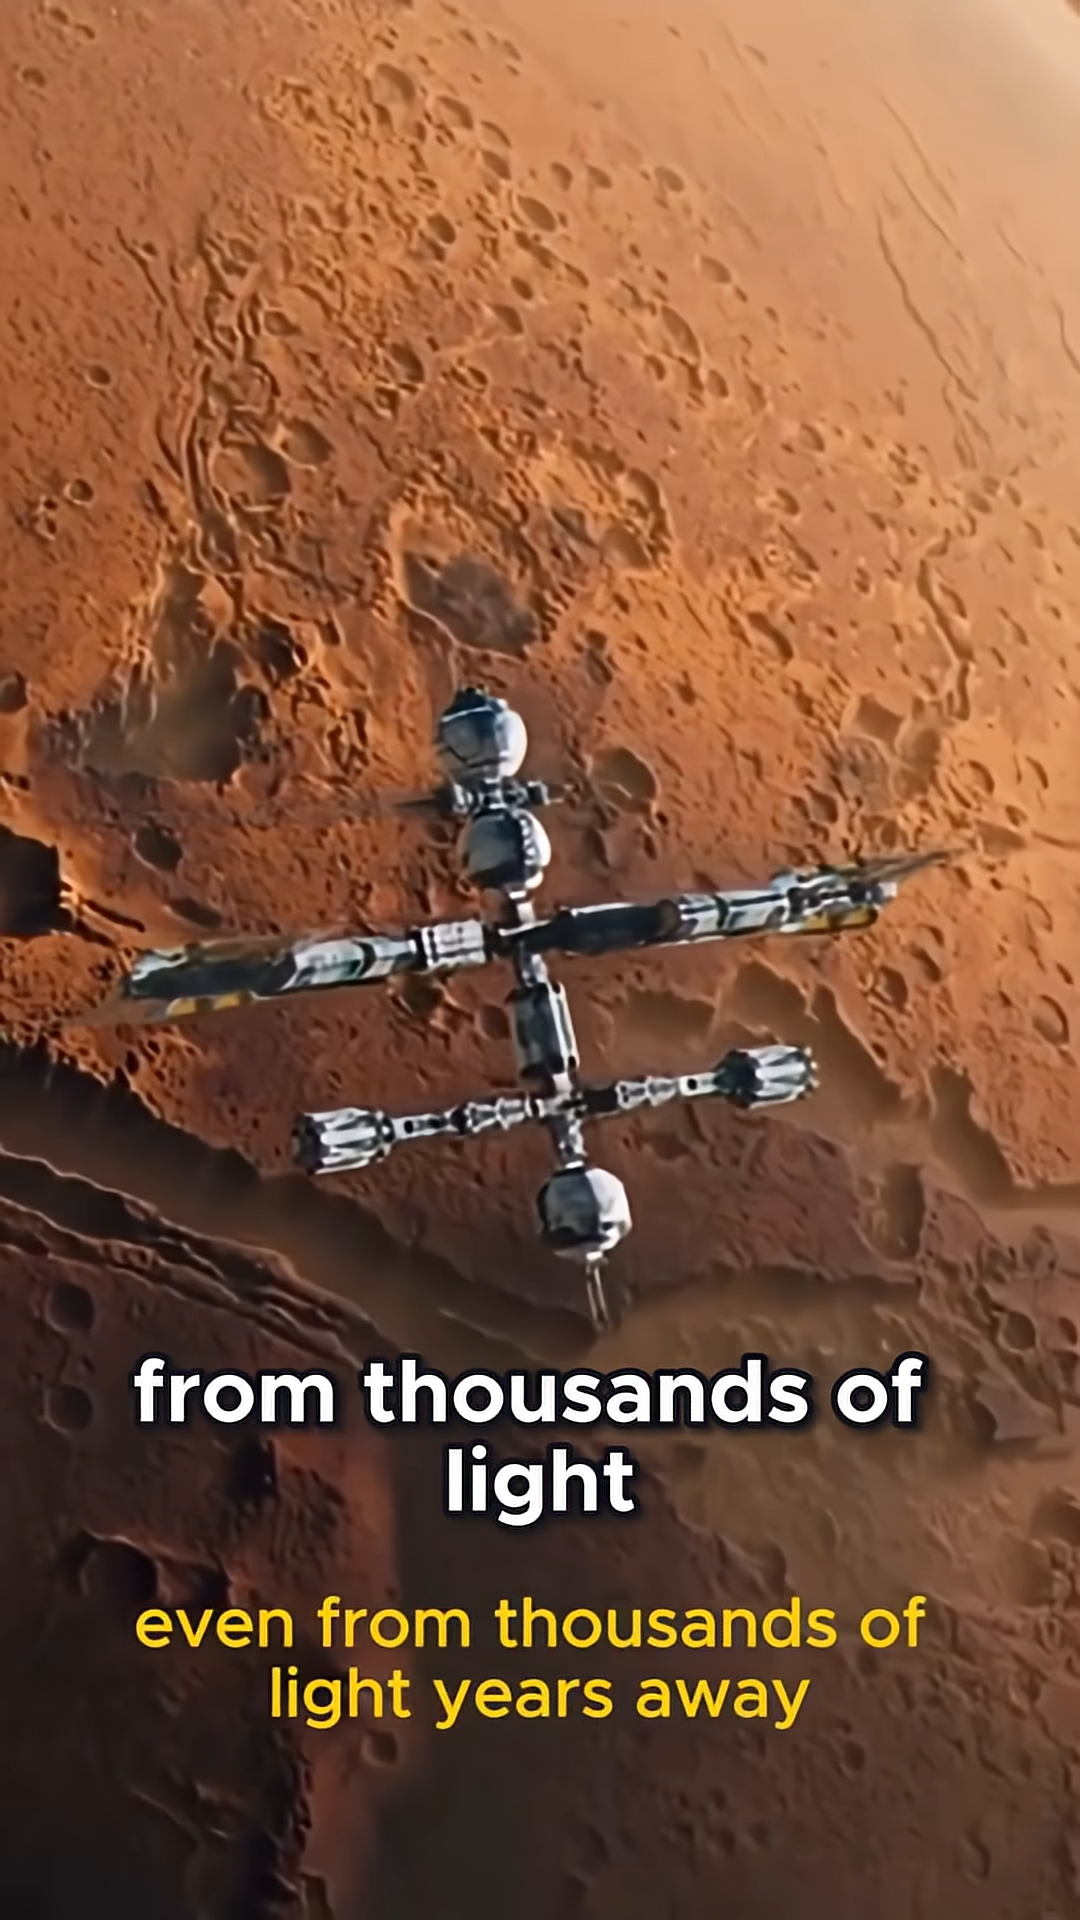 from thousands of
light
even from thousands of
light years away